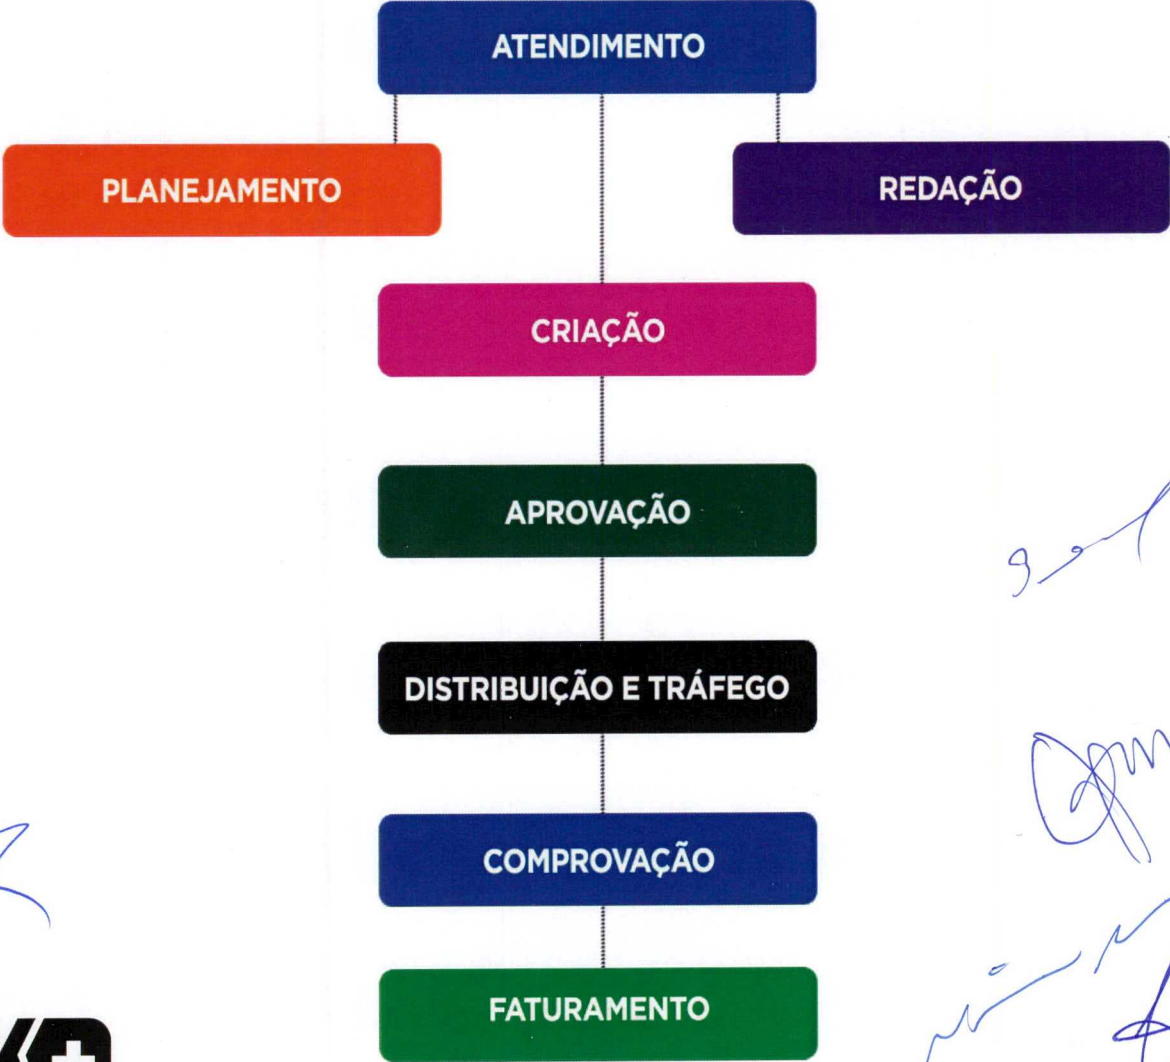 ATENDIMENTO
PLANEJAMENTO
REDAÇÃO
CRIAÇÃO
APROVAÇÃO
DISTRIBUIÇÃO E TRÁFEGO
COMPROVAÇÃO
FATURAMENTO